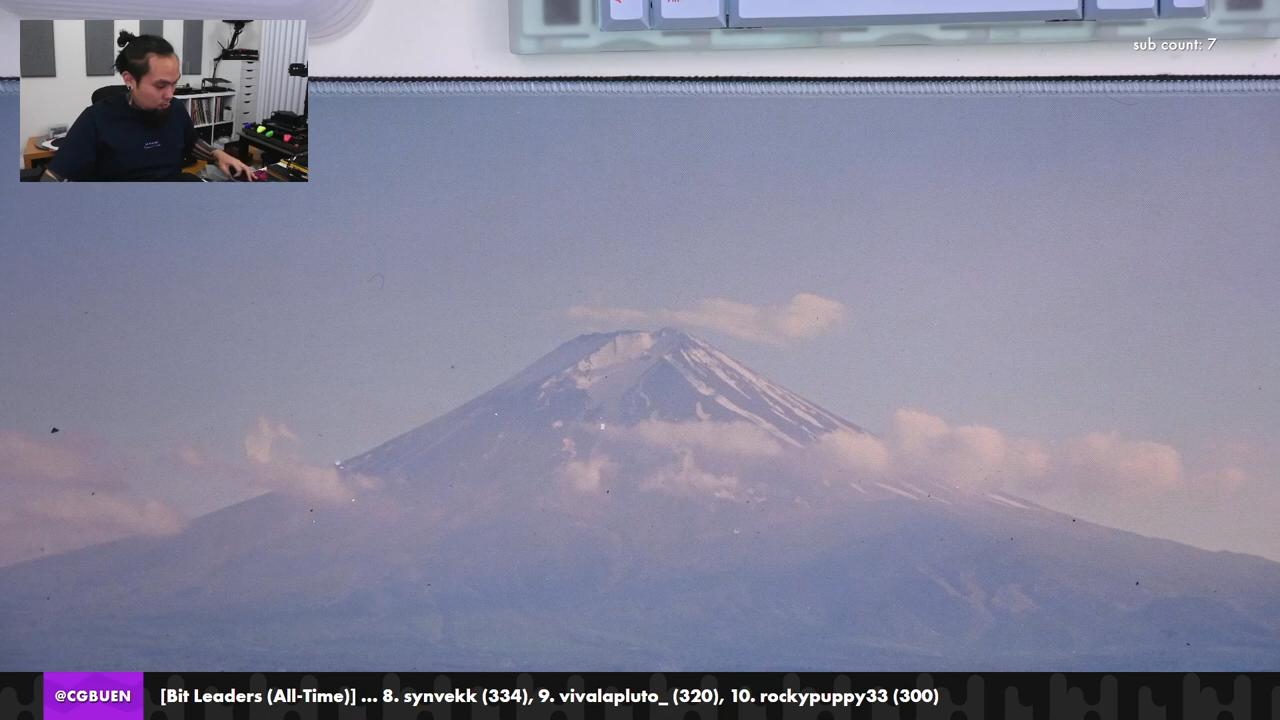 sub count: 7
@CGBUEN
[Bit Leaders (All-Time)] ... 8. synvekk (334), 9. vivalapluto_ (320), 10. rockypuppy33 (300)